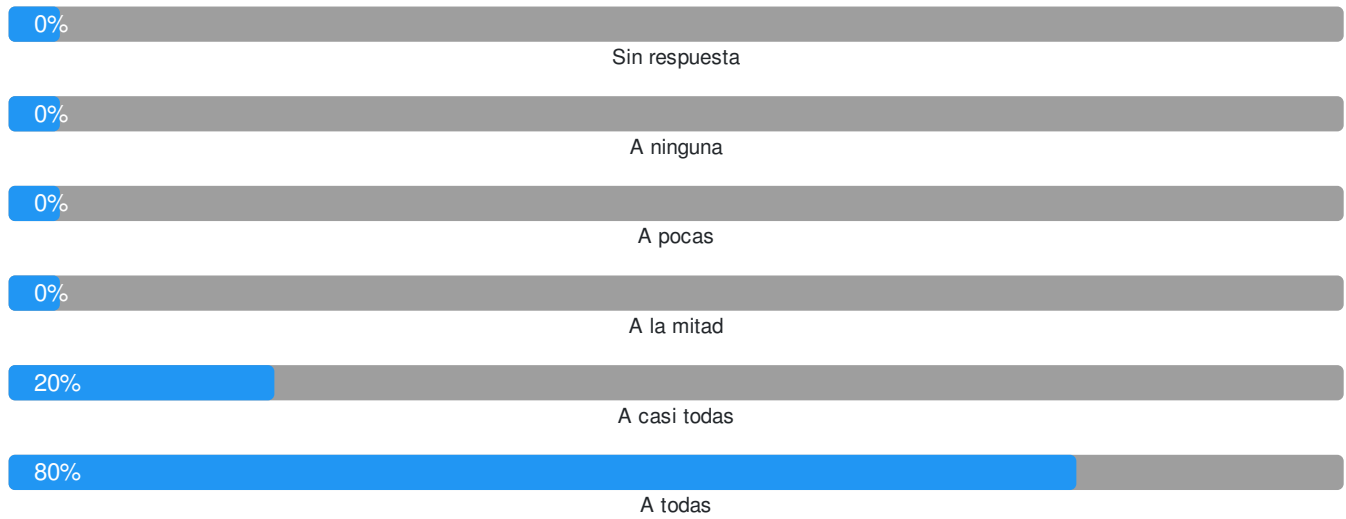 0%
Sin respuesta
0%
A ninguna
0%
A pocas
0%
A la mitad
20%
A casi todas
80%
A todas